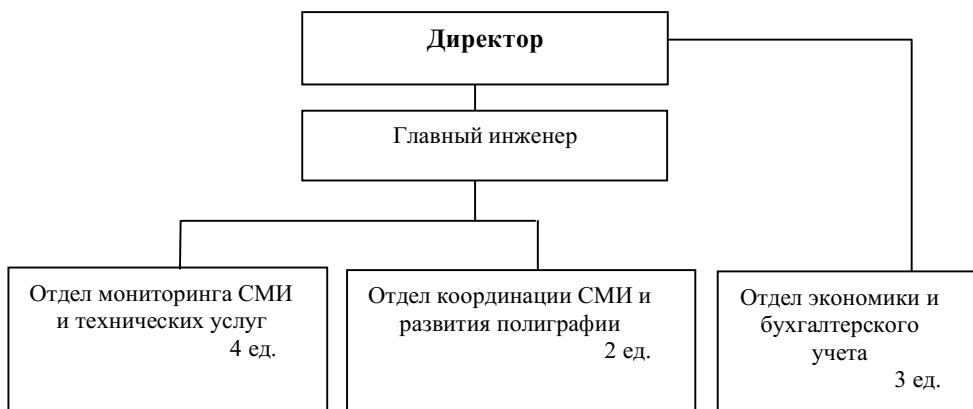 Директор
Главный инженер
Отдел мониторинга СМИ
и технических услуг
4 ед.
Отдел координации СМИ и
развития полиграфии
2 ед.
Отдел экономики и
бухгалтерского
учета
3 ед.